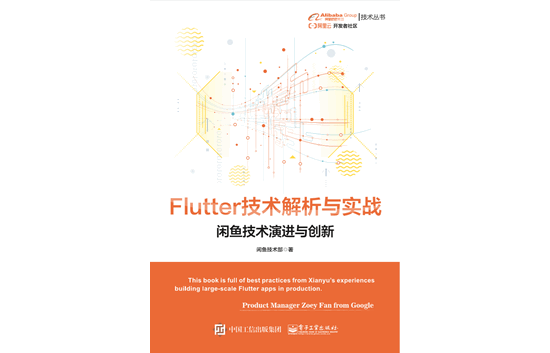 Alibaba Group 技术丛书
阿里云 开发者社区
Flutter技术解析与实战
闲鱼技术演进与创新
闲鱼技术部◎著
This book is full of best practices from Xianyu's experiences
building large-scale Flutter apps in production.
Product Manager Zoey Fan from Google
中国工信出版集团 電子工業出版社